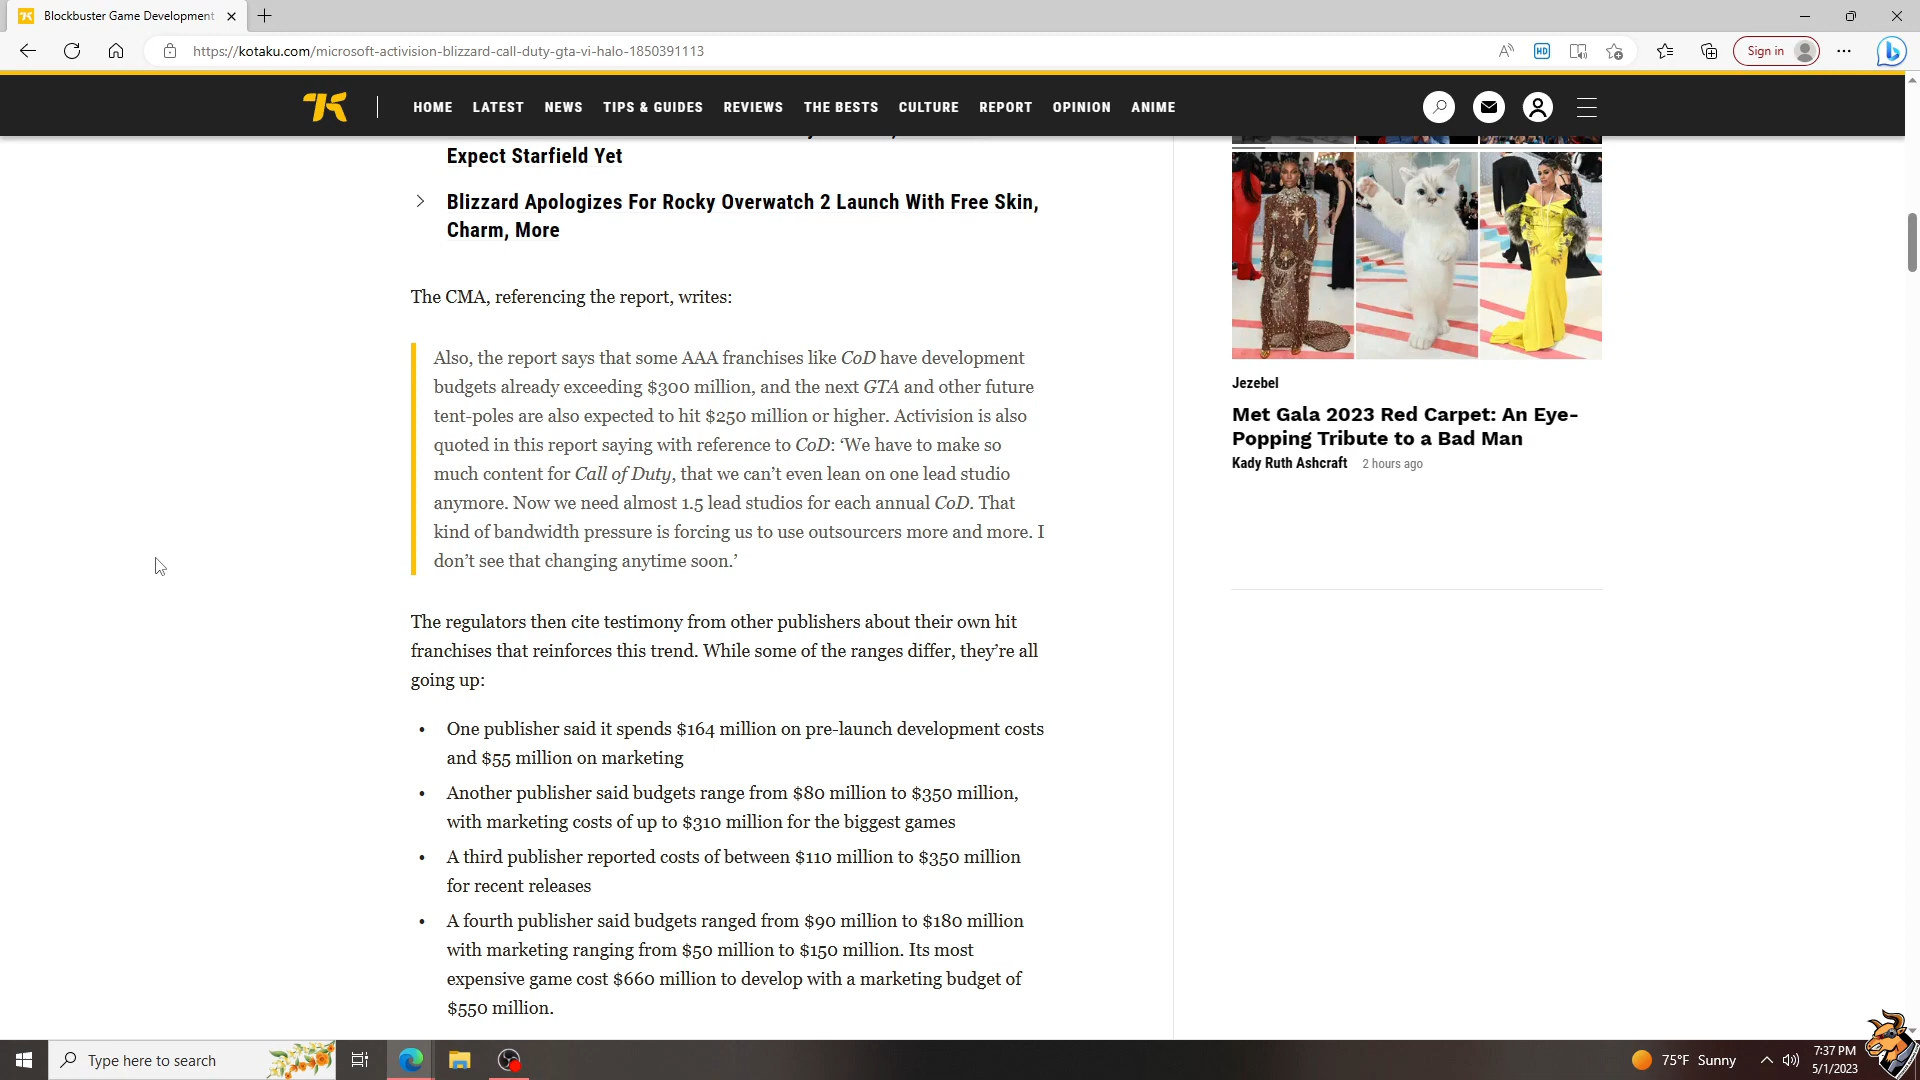 Blockbuster Game Development
https://kotaku.com/microsoft-activision-blizzard-call-duty-gta-vi-halo-1850391113
HD
Sign in
HOME LATEST NEWS TIPS & GUIDES REVIEWS THE BESTS CULTURE REPORT OPINION ANIME
Expect Starfield Yet
Blizzard Apologizes For Rocky Overwatch 2 Launch With Free Skin,
Charm, More
The CMA, referencing the report, writes:
Also, the report says that some AAA franchises like CoD have development
budgets already exceeding $300 million, and the next GTA and other future
tent-poles are also expected to hit $250 million or higher. Activision is also
quoted in this report saying with reference to CoD: ‘We have to make so
much content for Call of Duty, that we can’t even lean on one lead studio
anymore. Now we need almost 1.5 lead studios for each annual CoD. That
kind of bandwidth pressure is forcing us to use outsourcers more and more. I
don’t see that changing anytime soon.’
The regulators then cite testimony from other publishers about their own hit
franchises that reinforces this trend. While some of the ranges differ, they’re all
going up:
• One publisher said it spends $164 million on pre-launch development costs
and $55 million on marketing
• Another publisher said budgets range from $80 million to $350 million,
with marketing costs of up to $310 million for the biggest games
• A third publisher reported costs of between $110 million to $350 million
for recent releases
• A fourth publisher said budgets ranged from $90 million to $180 million
with marketing ranging from $50 million to $150 million. Its most
expensive game cost $660 million to develop with a marketing budget of
$550 million.
Jezebel
Met Gala 2023 Red Carpet: An Eye-
Popping Tribute to a Bad Man
Kady Ruth Ashcraft 2 hours ago
Type here to search
75°F Sunny
7:37 PM
5/1/2023